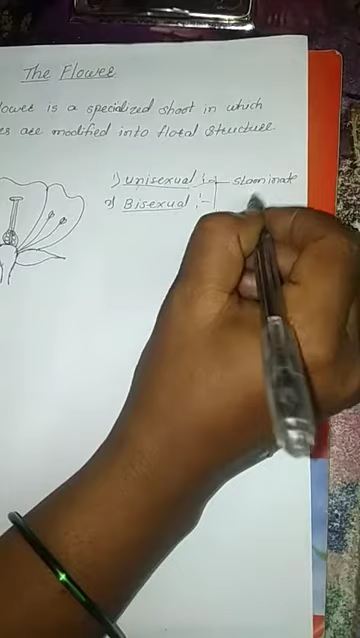 The Flower
lower is a specialized shoot in which
es are modified into floral structure.
1) Unisexual :- Staminate
2) Bisexual :-